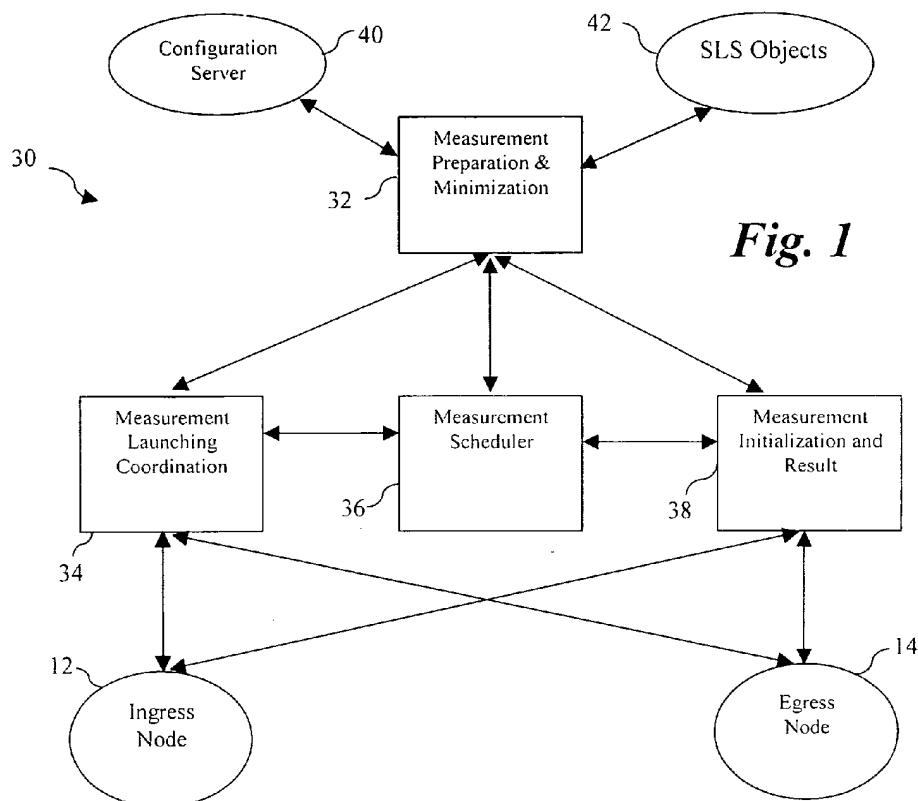 Configuration
Server
40
42
SLS Objects
30
Measurement
Preparation &
Minimization
32
Fig. 1
Measurement
Launching
Coordination
34
Measurement
Scheduler
36
Measurement
Initialization and
Result
38
12
Ingress
Node
14
Egress
Node